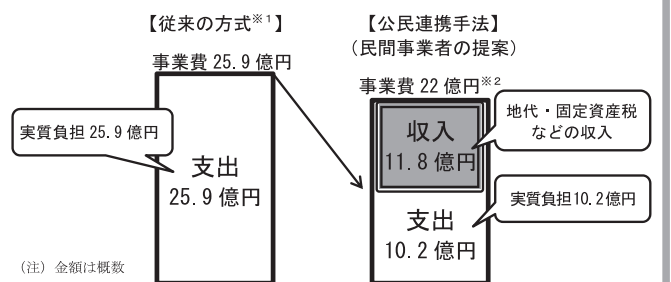 【従来の方式※1】
事業費 25.9 億円
実質負担 25.9 億円
支出
25.9 億円
(注) 金額は概数
【公民連携手法】
(民間事業者の提案)
事業費 22 億円※2
収入
11.8 億円
地代・固定資産税
などの収入
支出
10.2 億円
実質負担10.2億円